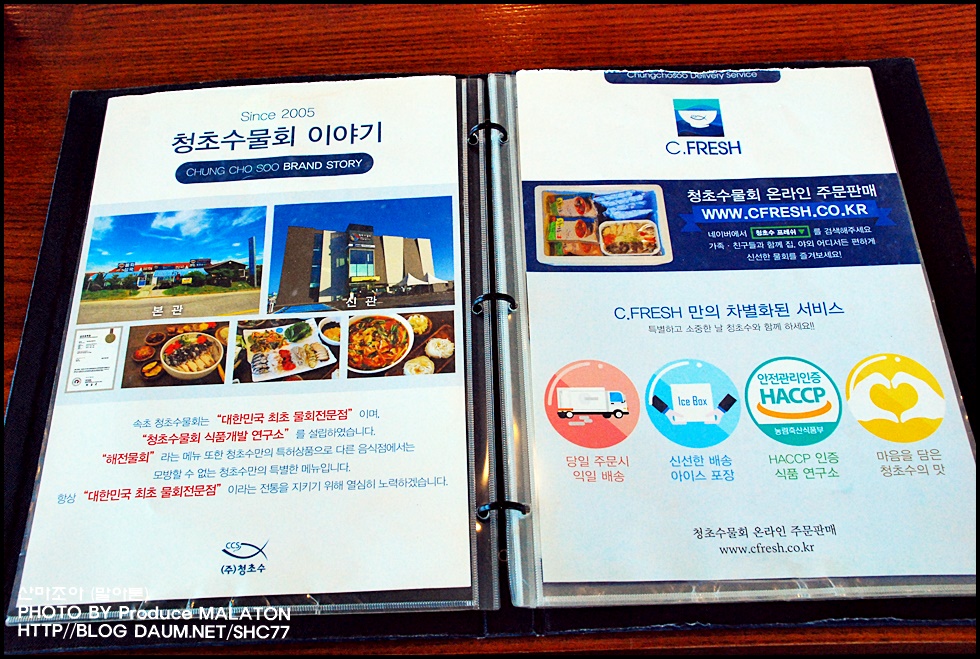 Since 2005
청초수물회 이야기
CHUNG CHO SOO BRAND STORY
본 관
신 관
속초 청초수물회는 "대한민국 최초 물회전문점" 이며,
"청초수물회 식품개발 연구소" 를 설립하였습니다.
"해전물회" 라는 메뉴 또한 청초수만의 특허상품으로 다른 음식점에서는
모방할 수 없는 청초수만의 특별한 메뉴입니다.
항상 "대한민국 최초 물회전문점" 이라는 전통을 지키기 위해 열심히 노력하겠습니다.
CCS
(주)청초수
Chungchosoo Delivery Service
C.FRESH
청초수물회 온라인 주문판매
WWW.CFRESH.CO.KR
네이버에서 청초수 프레쉬 ▼ 를 검색해주세요
가족 · 친구들과 함께 집, 야외 어디서든 편하게
신선한 물회를 즐겨보세요!
C.FRESH 만의 차별화된 서비스
특별하고 소중한 날 청초수와 함께 하세요!!
Ice Box
안전관리인증
HACCP
농림축산식품부
당일 주문시
익일 배송
신선한 배송
아이스 포장
HACCP 인증
식품 연구소
마음을 담은
청초수의 맛
청초수물회 온라인 주문판매
www.cfresh.co.kr
PHOTO BY Produce MALATON
HTTP//BLOG DAUM.NET/SHC77